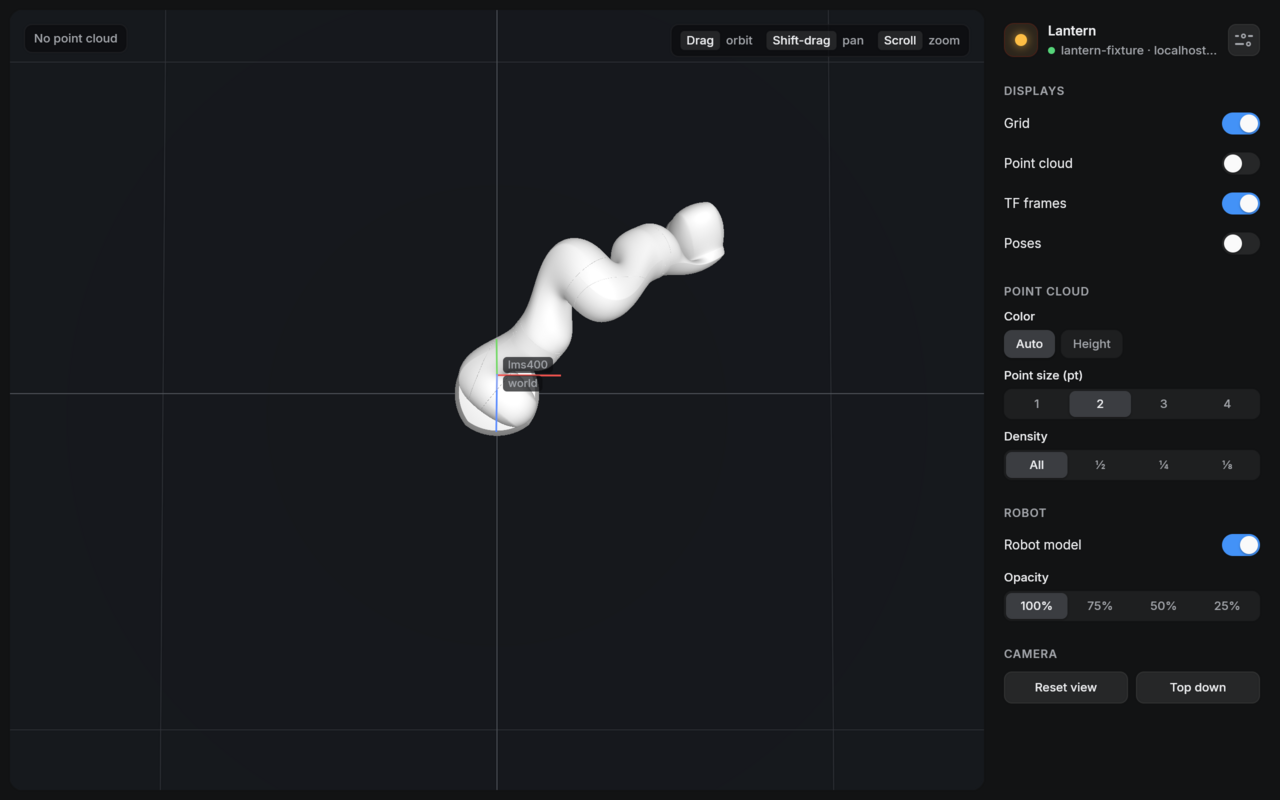 No point cloud
Drag orbit Shift-drag pan Scroll zoom
lms400
world
Lantern
lantern-fixture · localhost...
DISPLAYS
Grid
Point cloud
TF frames
Poses
POINT CLOUD
Color
Auto Height
Point size (pt)
1 2 3 4
Density
All ½ ¼ ⅛
ROBOT
Robot model
Opacity
100% 75% 50% 25%
CAMERA
Reset view Top down